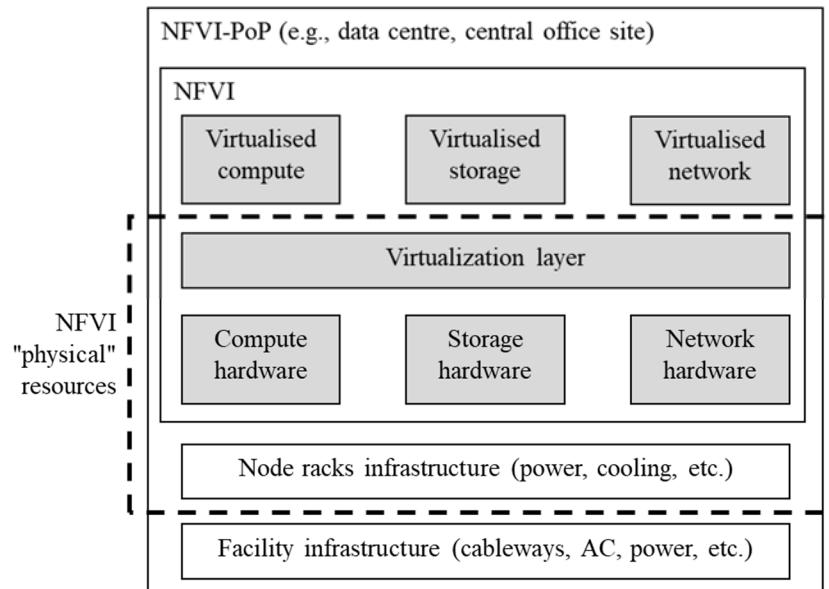 NFVI-PoP (e.g., data centre, central office site)
NFVI
Virtualised
compute
Virtualised
storage
Virtualised
network
Virtualization layer
NFVI
"physical"
resources
Compute
hardware
Storage
hardware
Network
hardware
Node racks infrastructure (power, cooling, etc.)
Facility infrastructure (cableways, AC, power, etc.)